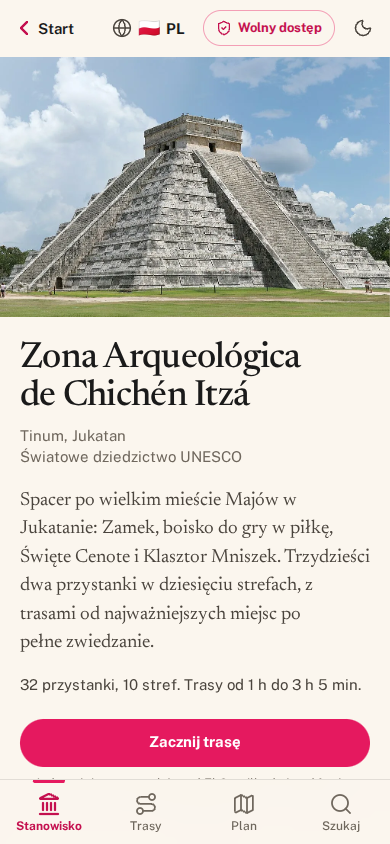 Start
PL
Wolny dostęp
Zona Arqueológica
de Chichén Itzá
Tinum, Jukatan
Światowe dziedzictwo UNESCO
Spacer po wielkim mieście Majów w
Jukatanie: Zamek, boisko do gry w piłkę,
Święte Cenote i Klasztor Mniszek. Trzydzieści
dwa przystanki w dziesięciu strefach, z
trasami od najważniejszych miejsc po
pełne zwiedzanie.
32 przystanki, 10 stref. Trasy od 1 h do 3 h 5 min.
Zacznij trasę
Stanowisko
Trasy
Plan
Szukaj